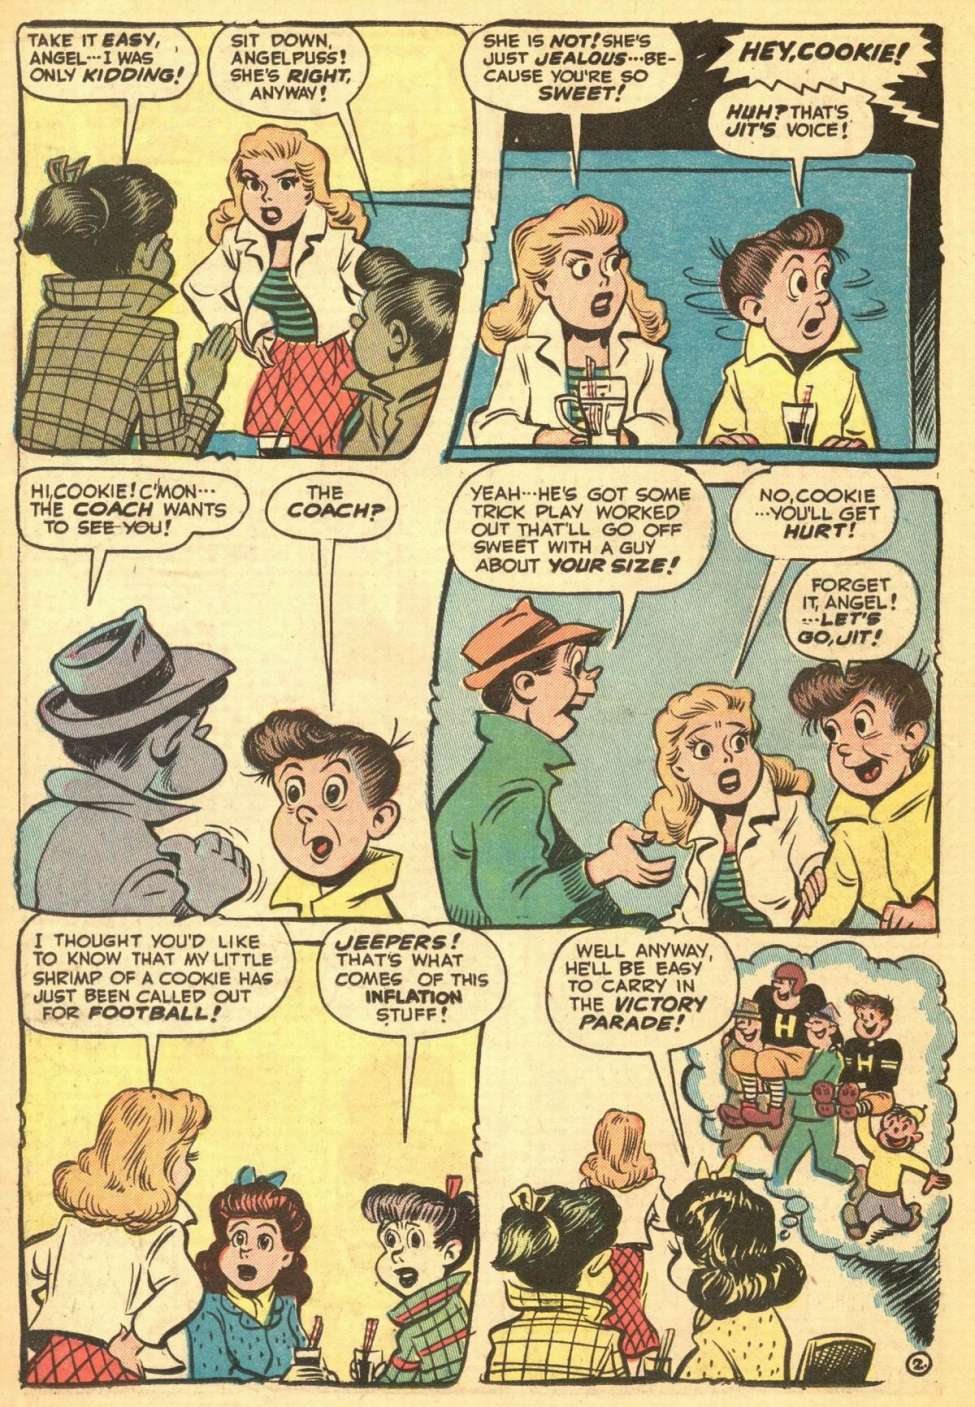 TAKE IT EASY,
ANGEL---I WAS
ONLY KIDDING!
SIT DOWN,
ANGELPUSS!
SHE'S RIGHT,
ANYWAY!
SHE IS NOT! SHE'S
JUST JEALOUS---BE-
CAUSE YOU'RE SO
SWEET!
HEY, COOKIE!
HUH? THAT'S
JIT'S VOICE!
HI, COOKIE! C'MON---
THE COACH WANTS
TO SEE YOU!
THE
COACH?
YEAH---HE'S GOT SOME
TRICK PLAY WORKED
OUT THAT'LL GO OFF
SWEET WITH A GUY
ABOUT YOUR SIZE!
NO, COOKIE
---YOU'LL GET
HURT!
FORGET
IT, ANGEL!
---LET'S
GO, JIT!
I THOUGHT YOU'D LIKE
TO KNOW THAT MY LITTLE
SHRIMP OF A COOKIE HAS
JUST BEEN CALLED OUT
FOR FOOTBALL!
JEEPERS!
THAT'S WHAT
COMES OF THIS
INFLATION
STUFF!
WELL ANYWAY,
HE'LL BE EASY
TO CARRY IN
THE VICTORY
PARADE!
H
H
2